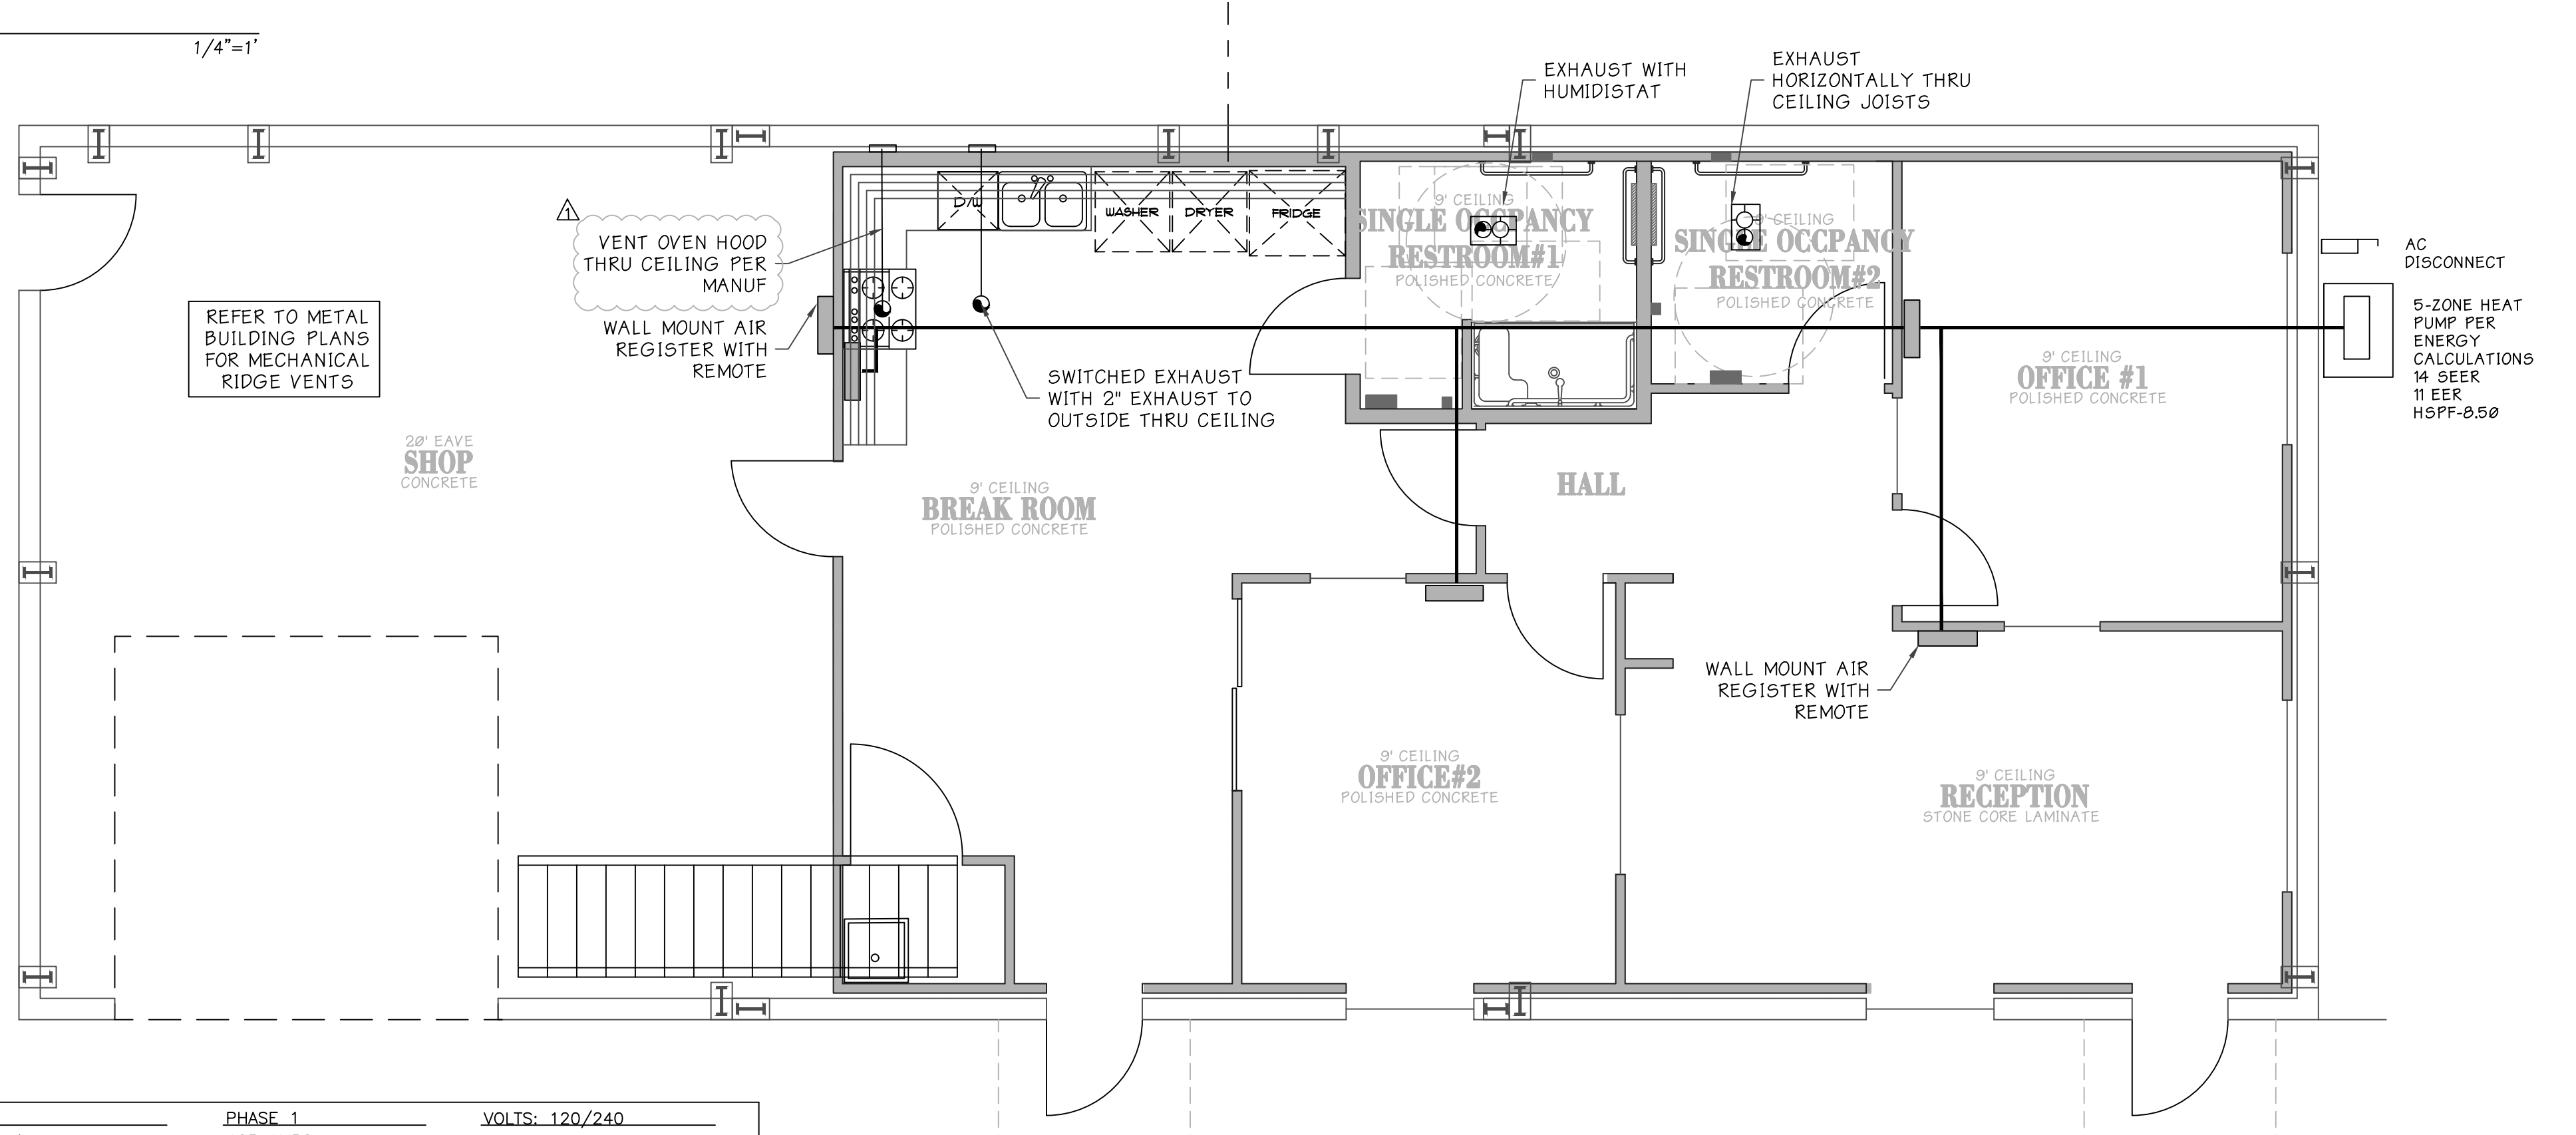 1/4"=1'
EXHAUST WITH
HUMIDISTAT
EXHAUST
HORIZONTALLY THRU
CEILING JOISTS
1
VENT OVEN HOOD
THRU CEILING PER
MANUF
WALL MOUNT AIR
REGISTER WITH
REMOTE
REFER TO METAL
BUILDING PLANS
FOR MECHANICAL
RIDGE VENTS
D/W
WASHER
DRYER
FRIDGE
9' CEILING
SINGLE OCCPANCY
RESTROOM#1
POLISHED CONCRETE
9' CEILING
SINGLE OCCPANCY
RESTROOM#2
POLISHED CONCRETE
AC
DISCONNECT
5-ZONE HEAT
PUMP PER
ENERGY
CALCULATIONS
14 SEER
11 EER
HSPF-8.50
SWITCHED EXHAUST
WITH 2" EXHAUST TO
OUTSIDE THRU CEILING
9' CEILING
OFFICE #1
POLISHED CONCRETE
20' EAVE
SHOP
CONCRETE
9' CEILING
BREAK ROOM
POLISHED CONCRETE
HALL
WALL MOUNT AIR
REGISTER WITH
REMOTE
9' CEILING
OFFICE#2
POLISHED CONCRETE
9' CEILING
RECEPTION
STONE CORE LAMINATE
PHASE 1
VOLTS: 120/240